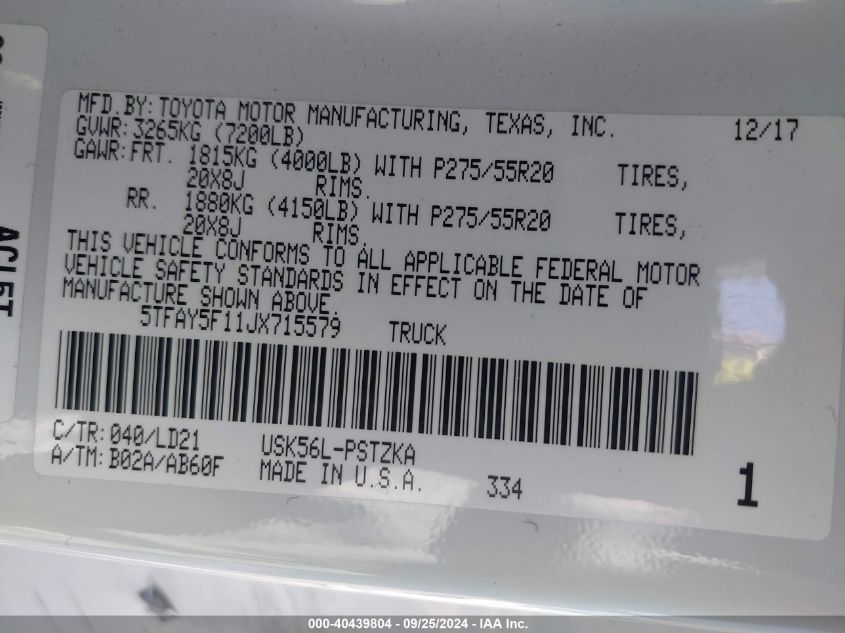 MFD. BY: TOYOTA MOTOR MANUFACTURING, TEXAS, INC. 12/17
GVWR: 3265KG (7200LB)
GAWR: FRT. 1815KG (4000LB) WITH P275/55R20 TIRES,
20X8J RIMS.
RR. 1880KG (4150LB) WITH P275/55R20 TIRES,
20X8J RIMS.
THIS VEHICLE CONFORMS TO ALL APPLICABLE FEDERAL MOTOR
VEHICLE SAFETY STANDARDS IN EFFECT ON THE DATE OF
MANUFACTURE SHOWN ABOVE.
5TFAY5F11JX715579 TRUCK
C/TR: 040/LD21 USK56L-PSTZKA
A/TM: B02A/AB60F MADE IN U.S.A. 334 1
000-40439804 - 09/25/2024 - IAA Inc.